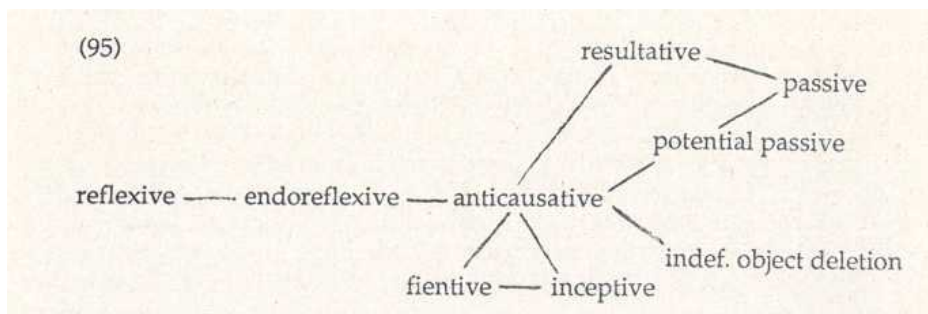 (95)
resultative
passive
potential passive
reflexive endoreflexive anticausative
indef. object deletion
fientive inceptive